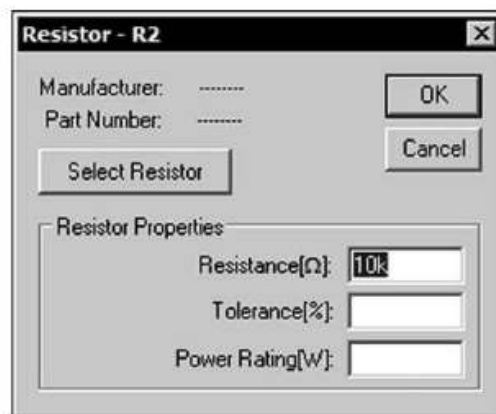 Resistor - R2
Manufacturer: --------
Part Number: --------
OK
Cancel
Select Resistor
Resistor Properties
Resistance[Ω]: 10k
Tolerance[%]:
Power Rating[W]: